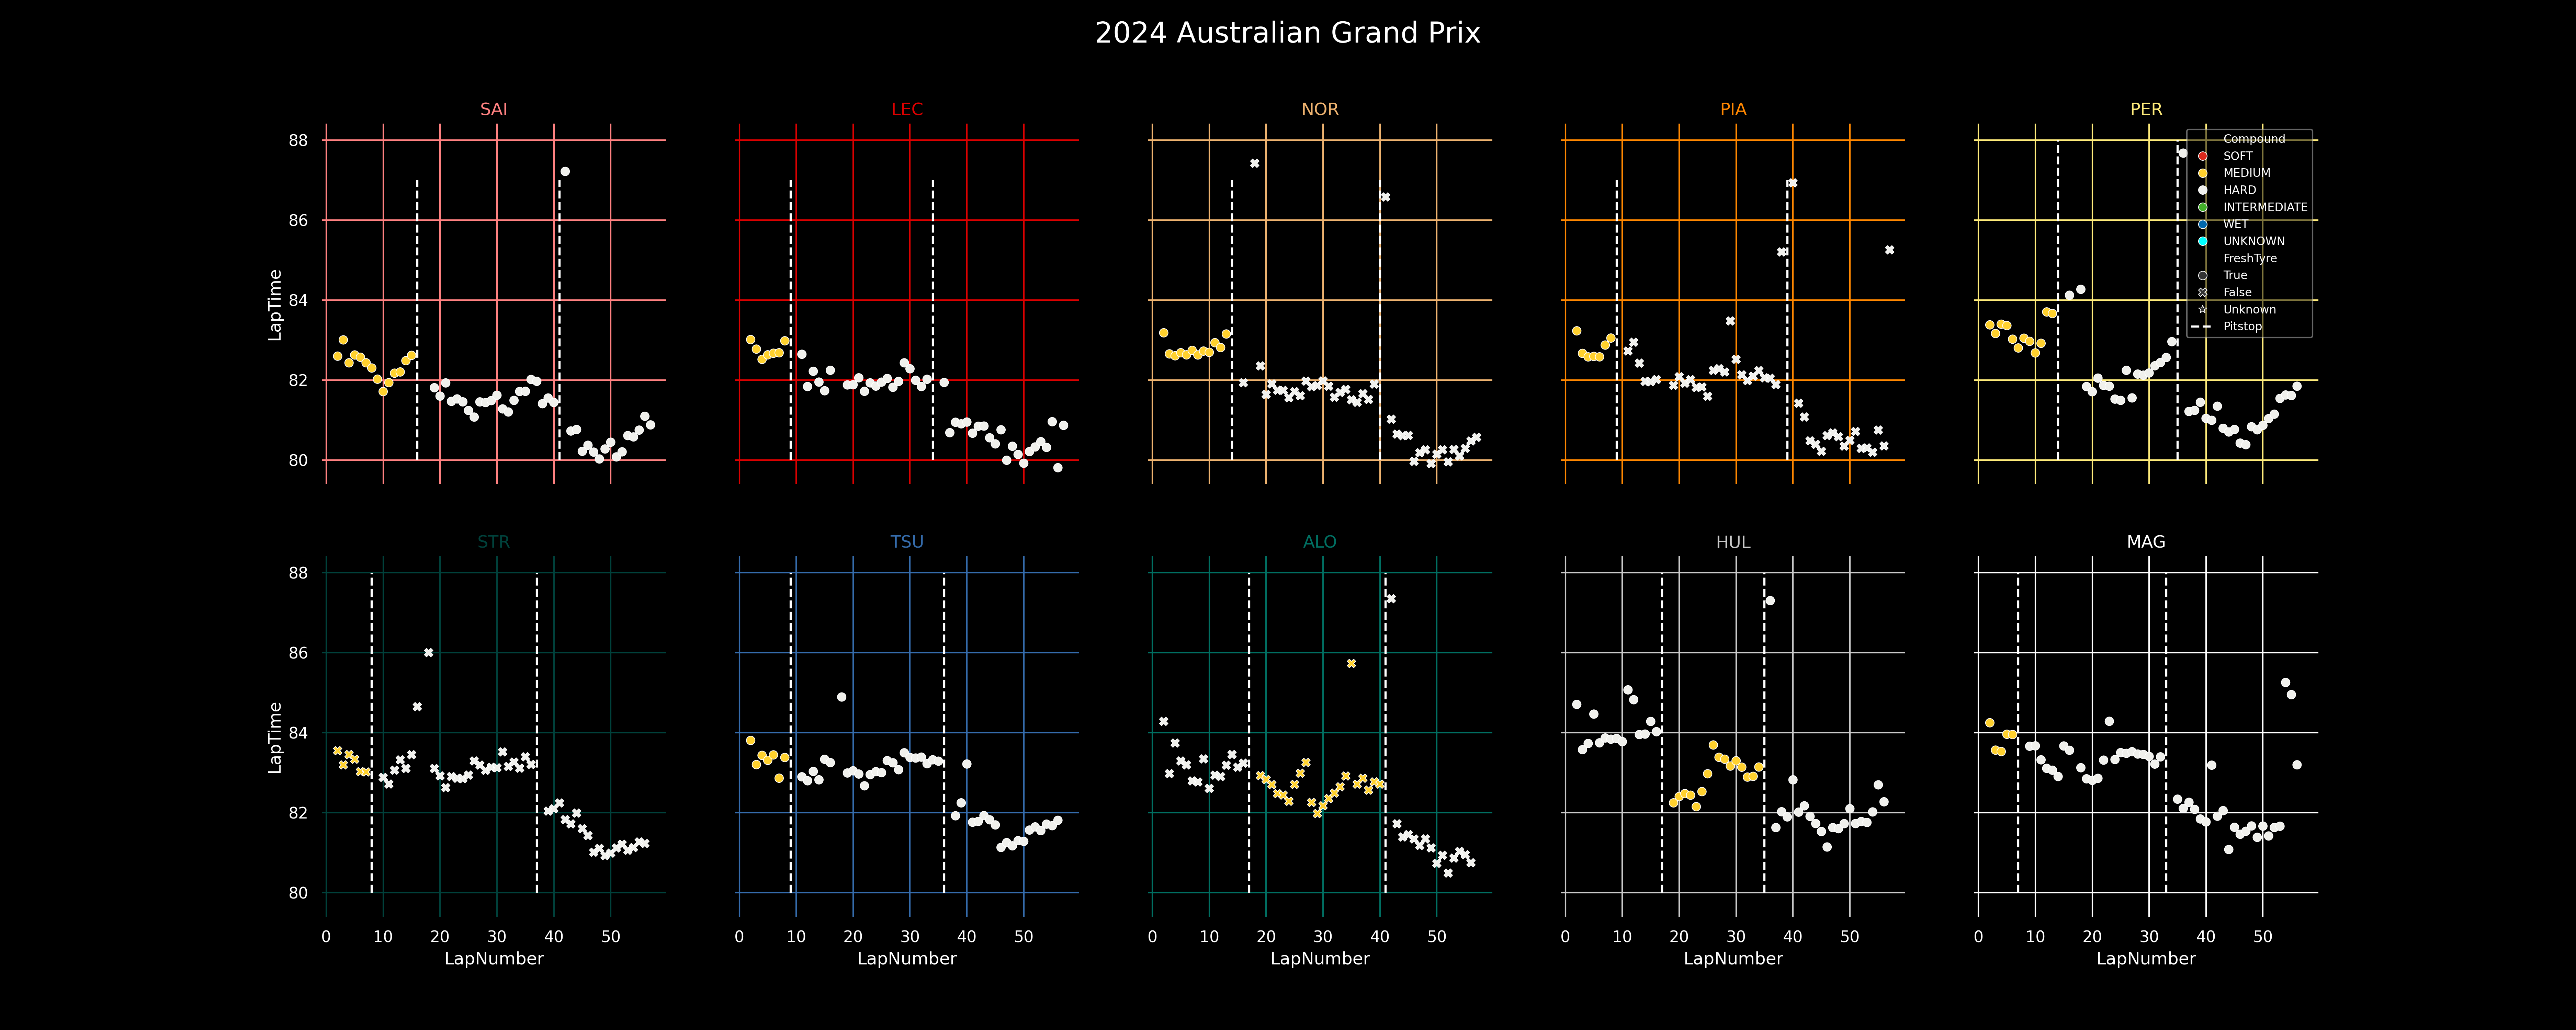 2024 Australian Grand Prix
SAI
LEC
NOR
PIA
PER
88
86
84
82
80
LapTime
Compound
SOFT
MEDIUM
HARD
INTERMEDIATE
WET
UNKNOWN
FreshTyre
True
False
Unknown
Pitstop
STR
TSU
ALO
HUL
MAG
88
86
84
82
80
LapTime
0 10 20 30 40 50
0 10 20 30 40 50
0 10 20 30 40 50
0 10 20 30 40 50
0 10 20 30 40 50
LapNumber
LapNumber
LapNumber
LapNumber
LapNumber